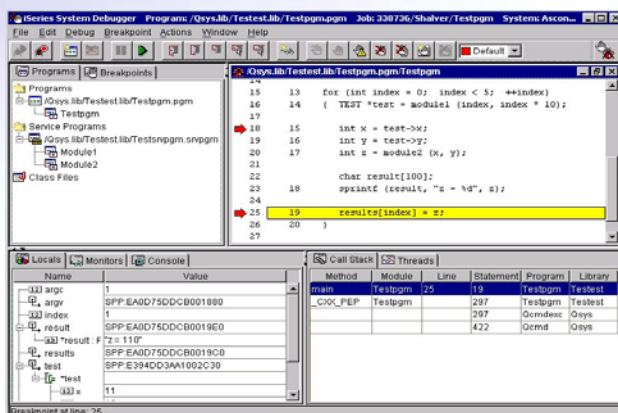 iSeries System Debugger Program: /Qsys.lib/Testest.lib/Testpgm.pgm Job: 330736/Shalver/Testpgm System: Ascon...
File Edit Debug Breakpoint Actions Window Help
Default
Programs Breakpoints
Programs
/Qsys.lib/Testest.lib/Testpgm.pgm
Testpgm
Service Programs
/Qsys.lib/Testest.lib/Testsrvpgm.srvpgm
Module1
Module2
Class Files
/Qsys.lib/Testest.lib/Testpgm.pgm/Testpgm
14
15 13 for (int index = 0; index < 5; ++index)
16 14 { TEST *test = module1 (index, index * 10);
17
18 15 int x = test->x;
19 16 int y = test->y;
20 17 int z = module2 (x, y);
21
22 char result[100];
23 18 sprintf (result, "z = %d", z);
24
25 19 results[index] = z;
26 20 }
27
Locals Monitors Console
Name Value
argc 1
argv SPP:EA0D75DDCB001880
index 1
result SPP:EA0D75DDCB0019E0
*result : F "z = 110"
results SPP:EA0D75DDCB0019C0
test SPP:E394DD3AA1002C30
*test
x 11
Call Stack Threads
Method Module Line Statement Program Library
main Testpgm 25 19 Testpgm Testest
_CXX_PEP Testpgm 297 Testpgm Testest
297 Qcmdexc Qsys
422 Qcmd Qsys
Breakpoint at line: 25